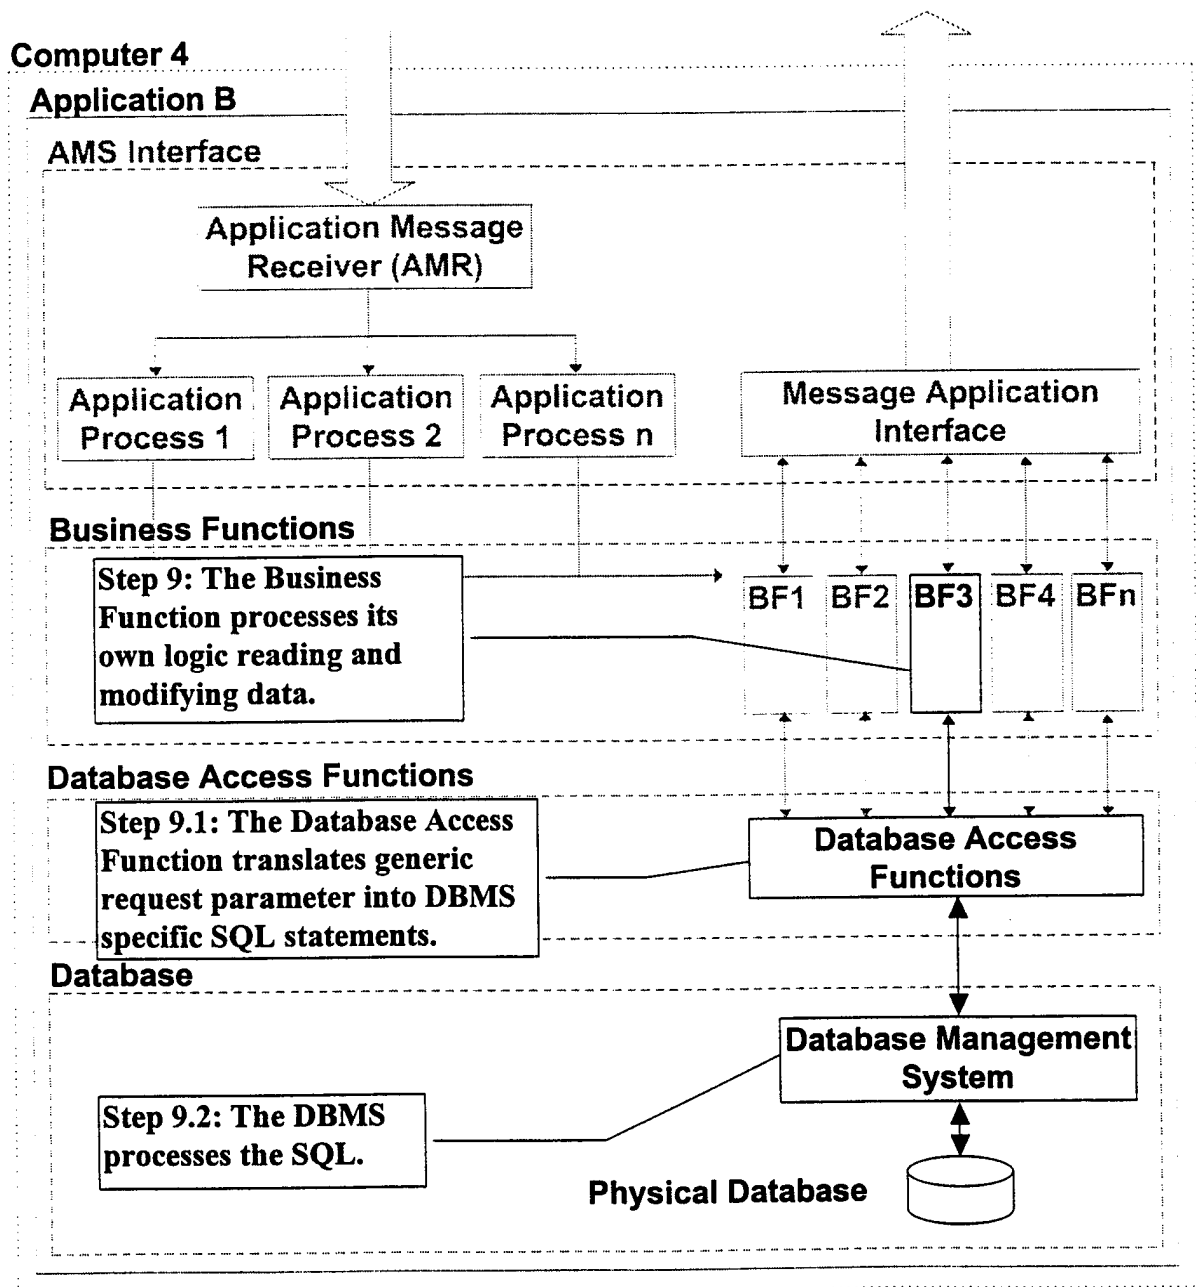 Computer 4
Application B
AMS Interface
Application Message
Receiver (AMR)
Application
Process 1
Application
Process 2
Application
Process n
Message Application
Interface
Business Functions
Step 9: The Business
Function processes its
own logic reading and
modifying data.
BF1
BF2
BF3
BF4
BFn
Database Access Functions
Step 9.1: The Database Access
Function translates generic
request parameter into DBMS
specific SQL statements.
Database Access
Functions
Database
Database Management
System
Step 9.2: The DBMS
processes the SQL.
Physical Database